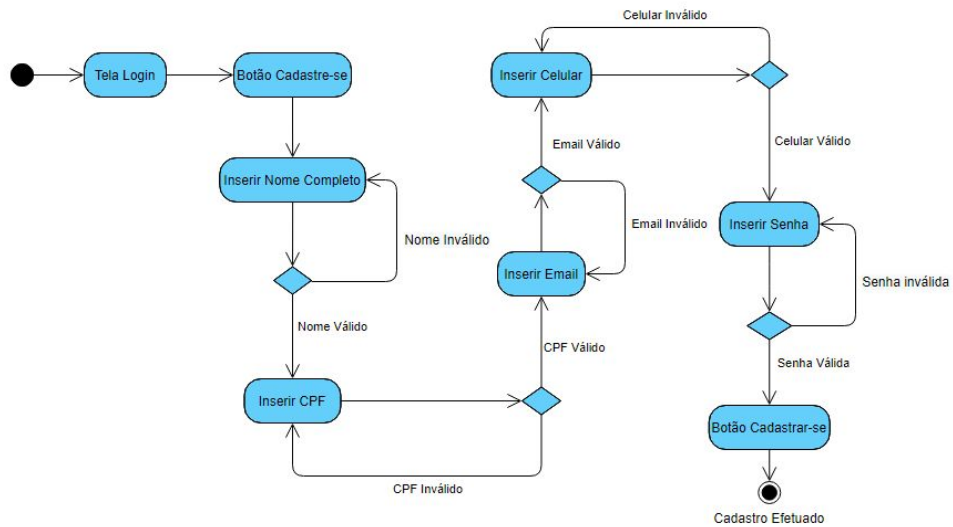 Tela Login
Botão Cadastre-se
Inserir Nome Completo
Nome Inválido
Nome Válido
Inserir CPF
CPF Inválido
CPF Válido
Inserir Email
Email Inválido
Email Válido
Inserir Celular
Celular Inválido
Celular Válido
Inserir Senha
Senha inválida
Senha Válida
Botão Cadastrar-se
Cadastro Efetuado